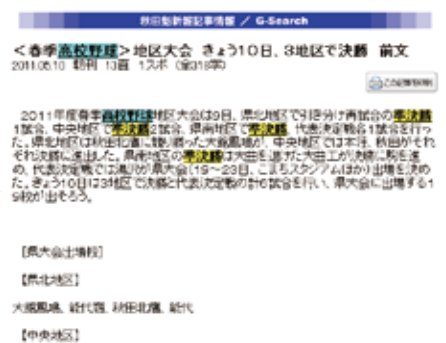 秋田魁新報記事情報 / G-Search
＜春季高校野球＞地区大会 きょう10日、3地区で決勝 前文
2011.05.10 朝刊 13面 1スポ (全318字)
2011年度春季高校野球地区大会は9日、県北地区で引き分け再試合の準決勝
1試合、中央地区で準決勝2試合、県南地区で準決勝、代表決定戦各1試合を行っ
た。県北地区は秋田北鷹に競り勝った大館鳳鳴が、中央地区では本荘、秋田がそれ
ぞれ決勝に進出した。県南地区の準決勝は大曲を退けた大曲工が決勝に駒を進
め、代表決定戦では湯沢が県大会(19～23日、こまちスタジアムほか)出場を決め
た。きょう10日は3地区で決勝と代表決定戦の計6試合を行い、県大会に出場する1
9校が出そろう。
【県大会出場校】
【県北地区】
大館鳳鳴、能代西、秋田北鷹、能代
【中央地区】